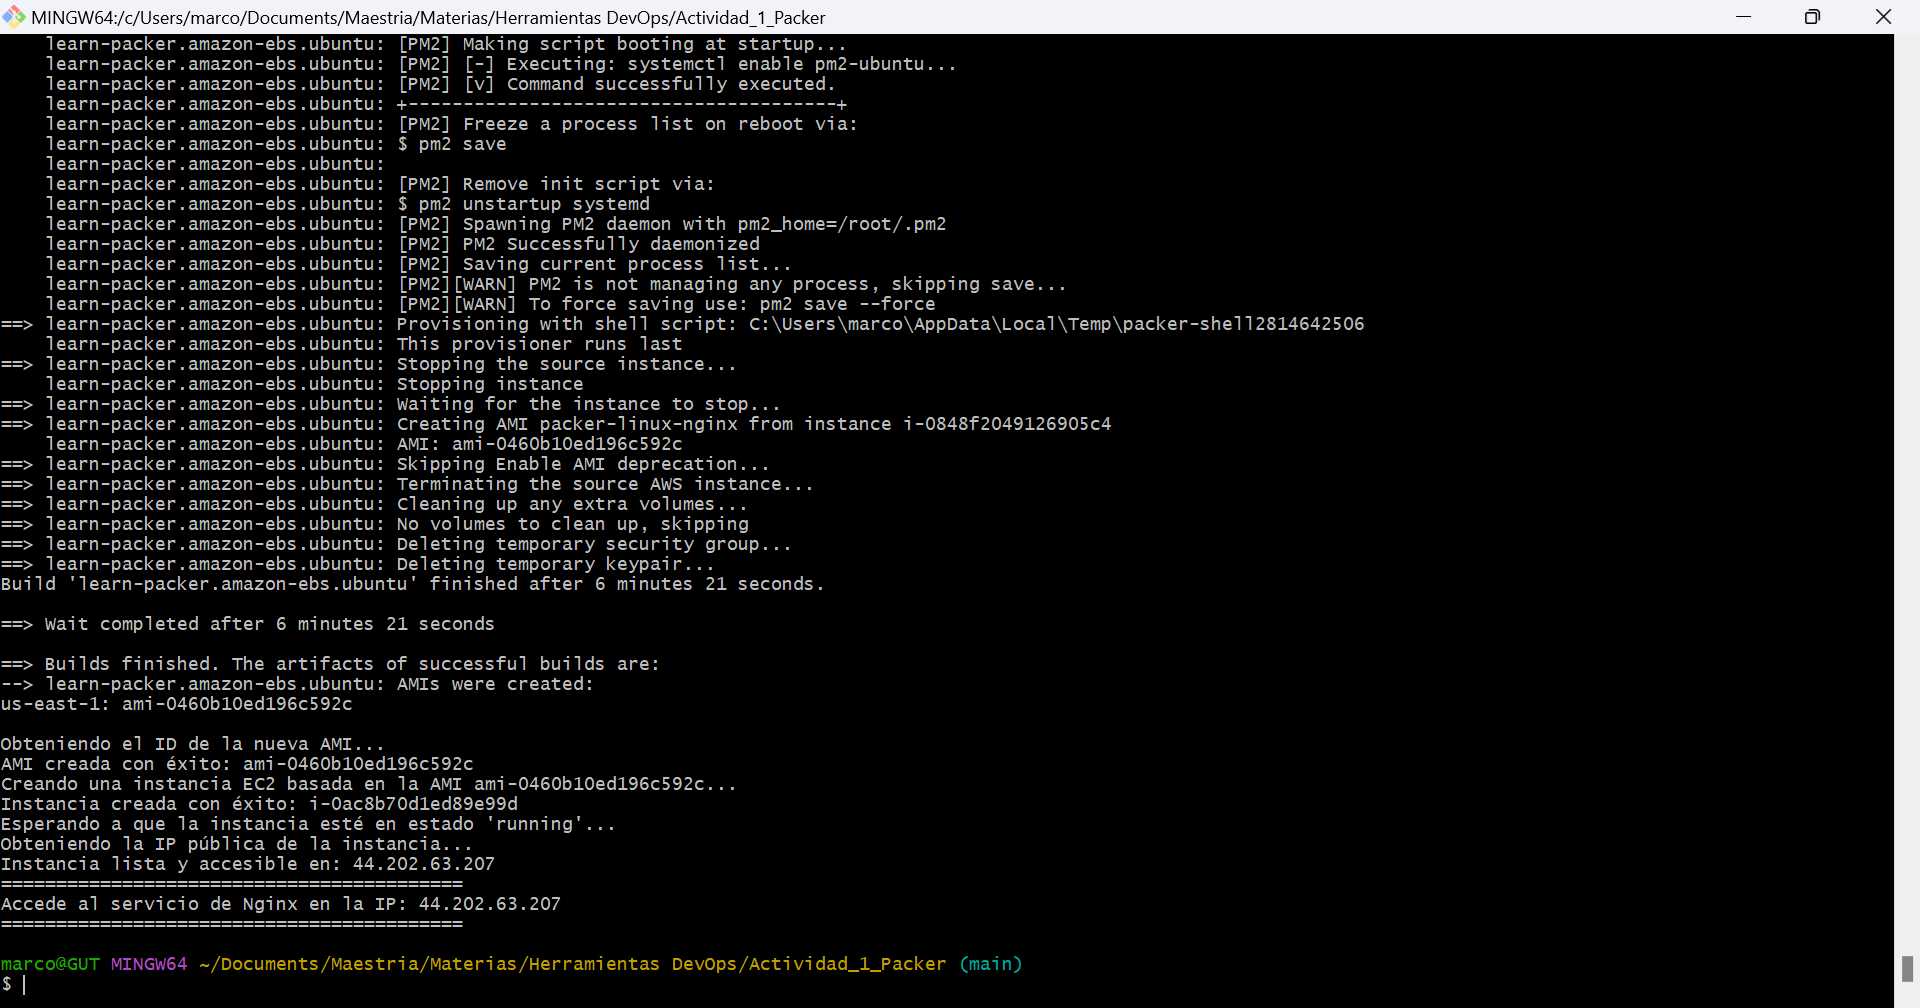 MINGW64:/c/Users/marco/Documents/Maestria/Materias/Herramientas DevOps/Actividad_1_Packer
learn-packer.amazon-ebs.ubuntu: [PM2] Making script booting at startup...
learn-packer.amazon-ebs.ubuntu: [PM2] [-] Executing: systemctl enable pm2-ubuntu...
learn-packer.amazon-ebs.ubuntu: [PM2] [v] Command successfully executed.
learn-packer.amazon-ebs.ubuntu: +---------------------------------------+
learn-packer.amazon-ebs.ubuntu: [PM2] Freeze a process list on reboot via:
learn-packer.amazon-ebs.ubuntu: $ pm2 save
learn-packer.amazon-ebs.ubuntu:
learn-packer.amazon-ebs.ubuntu: [PM2] Remove init script via:
learn-packer.amazon-ebs.ubuntu: $ pm2 unstartup systemd
learn-packer.amazon-ebs.ubuntu: [PM2] Spawning PM2 daemon with pm2_home=/root/.pm2
learn-packer.amazon-ebs.ubuntu: [PM2] PM2 Successfully daemonized
learn-packer.amazon-ebs.ubuntu: [PM2] Saving current process list...
learn-packer.amazon-ebs.ubuntu: [PM2][WARN] PM2 is not managing any process, skipping save...
learn-packer.amazon-ebs.ubuntu: [PM2][WARN] To force saving use: pm2 save --force
==> learn-packer.amazon-ebs.ubuntu: Provisioning with shell script: C:\Users\marco\AppData\Local\Temp\packer-shell2814642506
learn-packer.amazon-ebs.ubuntu: This provisioner runs last
==> learn-packer.amazon-ebs.ubuntu: Stopping the source instance...
learn-packer.amazon-ebs.ubuntu: Stopping instance
==> learn-packer.amazon-ebs.ubuntu: Waiting for the instance to stop...
==> learn-packer.amazon-ebs.ubuntu: Creating AMI packer-linux-nginx from instance i-0848f2049126905c4
learn-packer.amazon-ebs.ubuntu: AMI: ami-0460b10ed196c592c
==> learn-packer.amazon-ebs.ubuntu: Skipping Enable AMI deprecation...
==> learn-packer.amazon-ebs.ubuntu: Terminating the source AWS instance...
==> learn-packer.amazon-ebs.ubuntu: Cleaning up any extra volumes...
==> learn-packer.amazon-ebs.ubuntu: No volumes to clean up, skipping
==> learn-packer.amazon-ebs.ubuntu: Deleting temporary security group...
==> learn-packer.amazon-ebs.ubuntu: Deleting temporary keypair...
Build 'learn-packer.amazon-ebs.ubuntu' finished after 6 minutes 21 seconds.
==> Wait completed after 6 minutes 21 seconds
==> Builds finished. The artifacts of successful builds are:
--> learn-packer.amazon-ebs.ubuntu: AMIs were created:
us-east-1: ami-0460b10ed196c592c
Obteniendo el ID de la nueva AMI...
AMI creada con éxito: ami-0460b10ed196c592c
Creando una instancia EC2 basada en la AMI ami-0460b10ed196c592c...
Instancia creada con éxito: i-0ac8b70d1ed89e99d
Esperando a que la instancia esté en estado 'running'...
Obteniendo la IP pública de la instancia...
Instancia lista y accesible en: 44.202.63.207
==========================================
Accede al servicio de Nginx en la IP: 44.202.63.207
==========================================
marco@GUT MINGW64 ~/Documents/Maestria/Materias/Herramientas DevOps/Actividad_1_Packer (main)
$